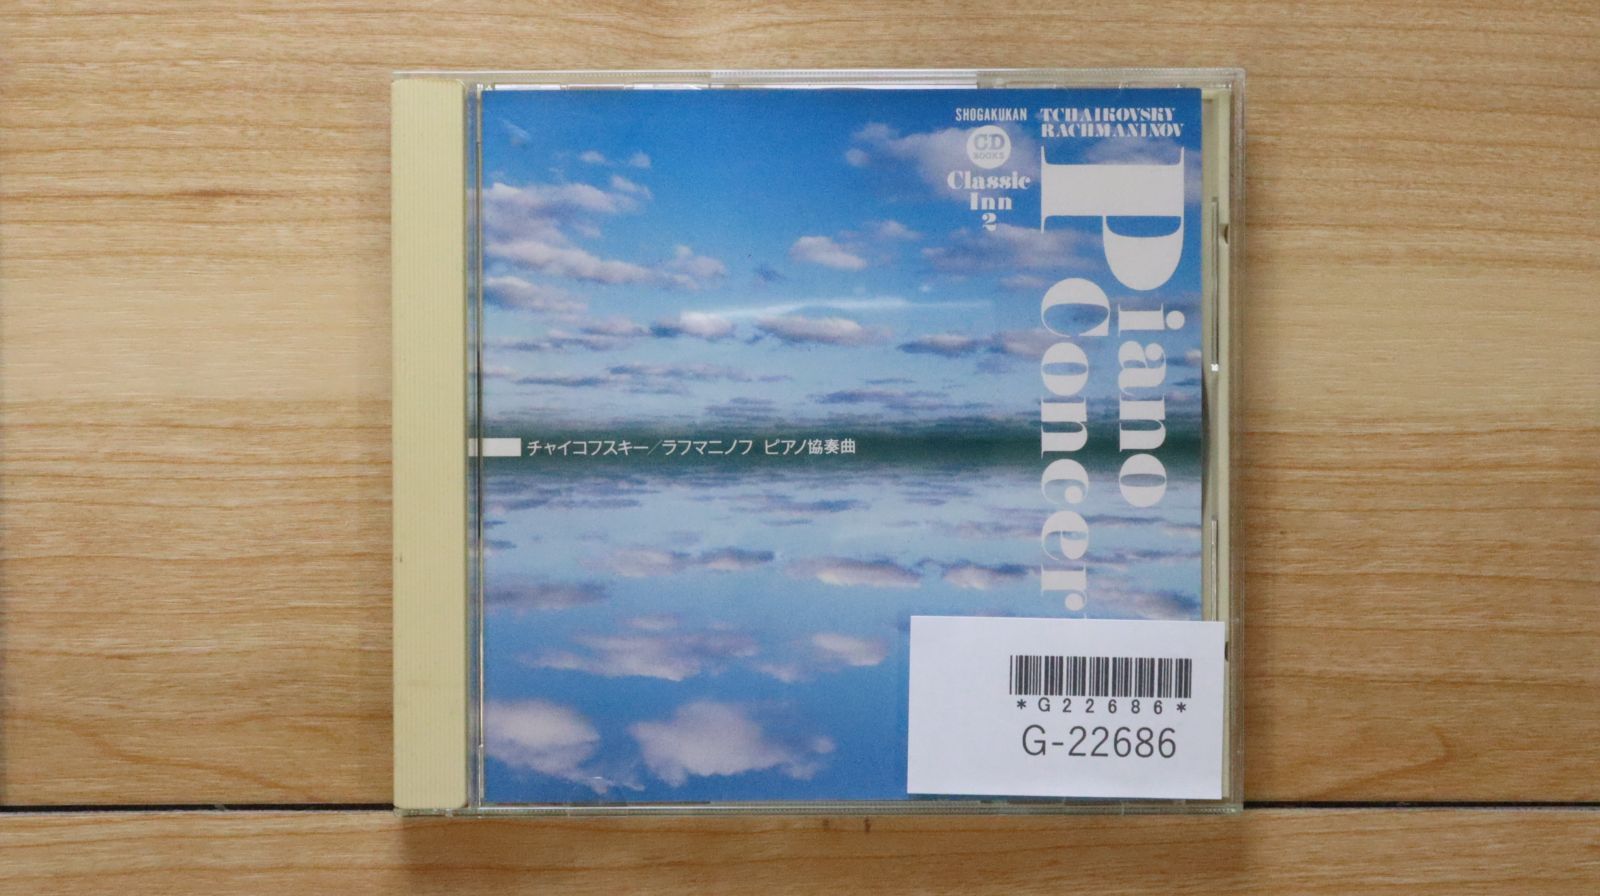 SHOGAKUKAN
CD
BOOKS
Classic
Inn
2
TCHAIKOVSKY
RACHMANINOV
Piano
Concer
チャイコフスキー/ラフマニノフ ピアノ協奏曲
*G22686*
G-22686